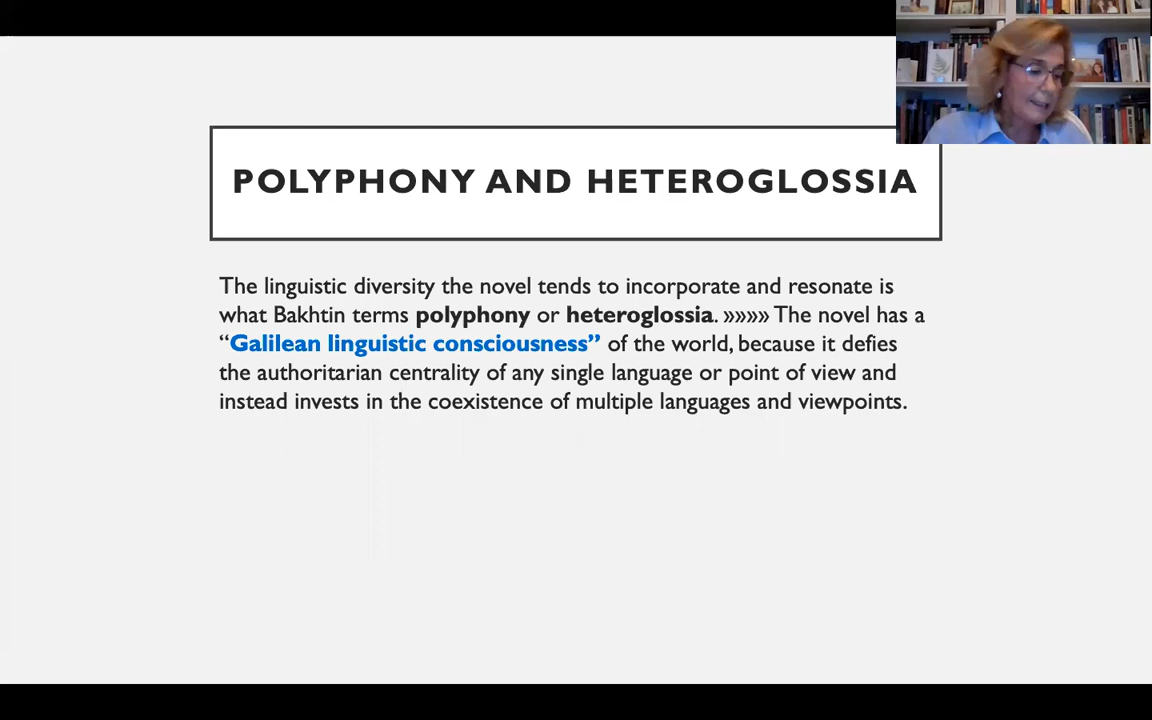 POLYPHONY AND HETEROGLOSSIA
The linguistic diversity the novel tends to incorporate and resonate is
what Bakhtin terms polyphony or heteroglossia. »»»» The novel has a
“Galilean linguistic consciousness” of the world, because it defies
the authoritarian centrality of any single language or point of view and
instead invests in the coexistence of multiple languages and viewpoints.